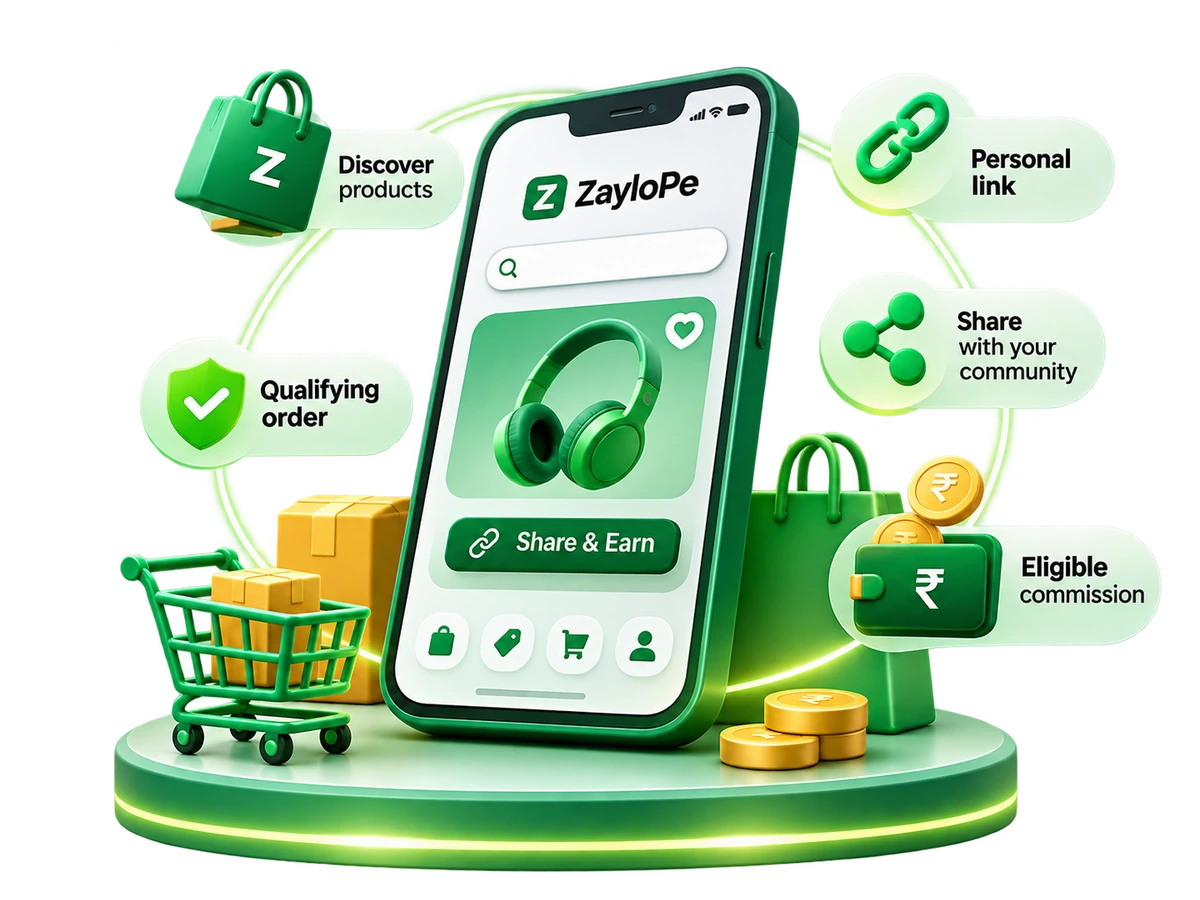 Z
Discover
products
Z ZayloPe
Personal
link
Share
with your
community
Qualifying
order
Share & Earn
₹
₹
₹
Eligible
commission